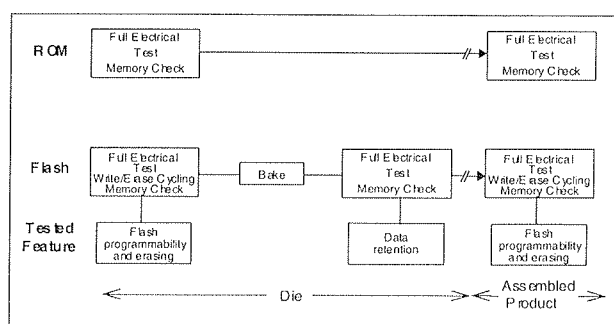 ROM
Full Electrical
Test
Memory Check
Full Electrical
Test
Memory Check
Flash
Full Electrical
Test
Write/Erase Cycling
Memory Check
Bake
Full Electrical
Test
Memory Check
Full Electrical
Test
Write/Erase Cycling
Memory Check
Tested
Feature
Flash
programmability
and erasing
Data
retention
Flash
programmability
and erasing
Die
Assembled
Product